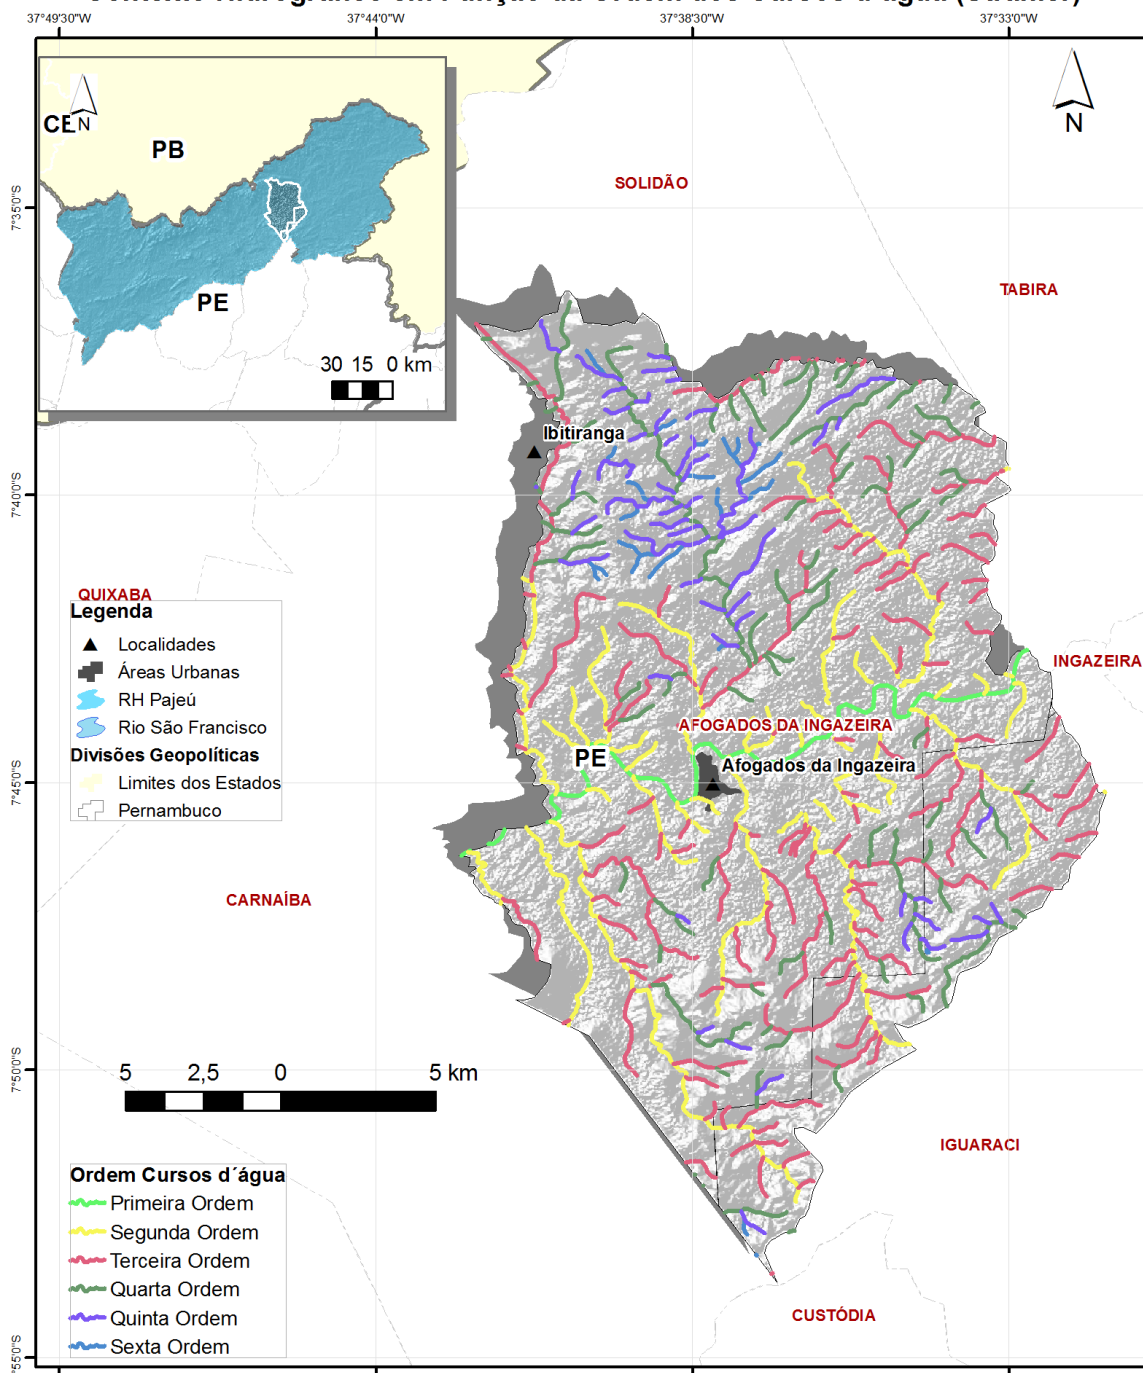 37°49'30"W
37°44'0"W
37°38'30"W
37°33'0"W
N
CE
N
PB
PE
30 15 0 km
SOLIDÃO
TABIRA
7°35'0"S
Ibitiranga
7°40'0"S
QUIXABA
Legenda
Localidades
Áreas Urbanas
RH Pajeú
Rio São Francisco
Divisões Geopolíticas
Limites dos Estados
Pernambuco
INGAZEIRA
AFOGADOS DA INGAZEIRA
PE
Afogados da Ingazeira
7°45'0"S
CARNAÍBA
7°50'0"S
5 2,5 0 5 km
IGUARACI
Ordem Cursos d´água
Primeira Ordem
Segunda Ordem
Terceira Ordem
Quarta Ordem
Quinta Ordem
Sexta Ordem
CUSTÓDIA